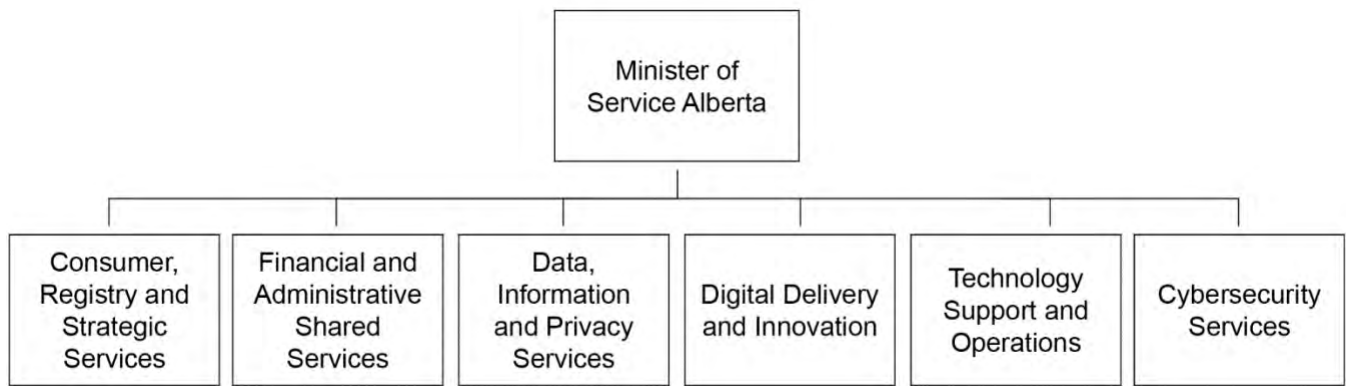 Minister of
Service Alberta
Consumer,
Registry and
Strategic
Services
Financial and
Administrative
Shared
Services
Data,
Information
and Privacy
Services
Digital Delivery
and Innovation
Technology
Support and
Operations
Cybersecurity
Services